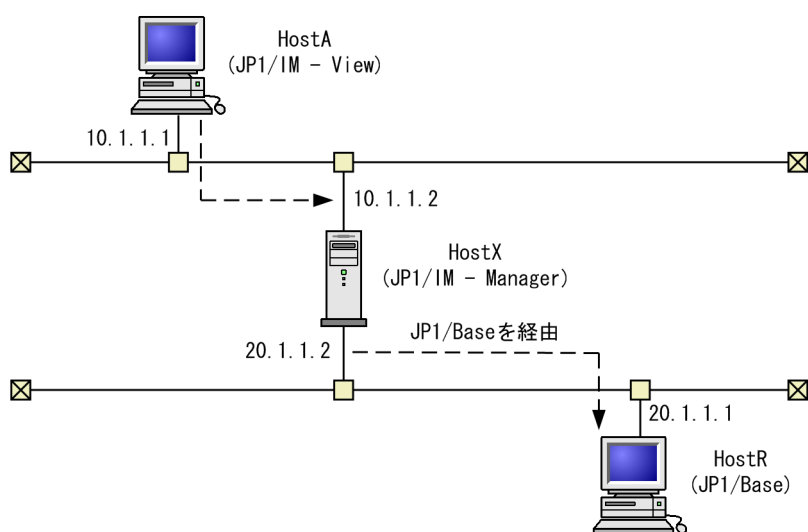 HostA
(JP1/IM － View)
10.1.1.1
10.1.1.2
HostX
(JP1/IM － Manager)
20.1.1.2
JP1/Baseを経由
20.1.1.1
HostR
(JP1/Base)